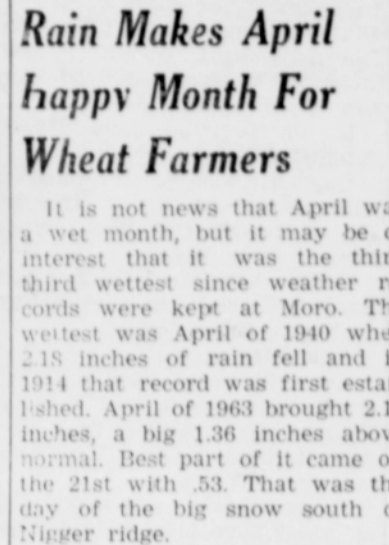 Rain Makes April
Happy Month For
Wheat Farmers
It is not news that April wa
a wet month, but it may be o
interest that it was the thir
third wettest since weather r
cords were kept at Moro. Th
wettest was April of 1940 whe
2.18 inches of rain fell and i
1914 that record was first esta
lished. April of 1963 brought 2.1
inches, a big 1.36 inches abov
normal. Best part of it came o
the 21st with .53. That was th
day of the big snow south o
Nigger ridge.